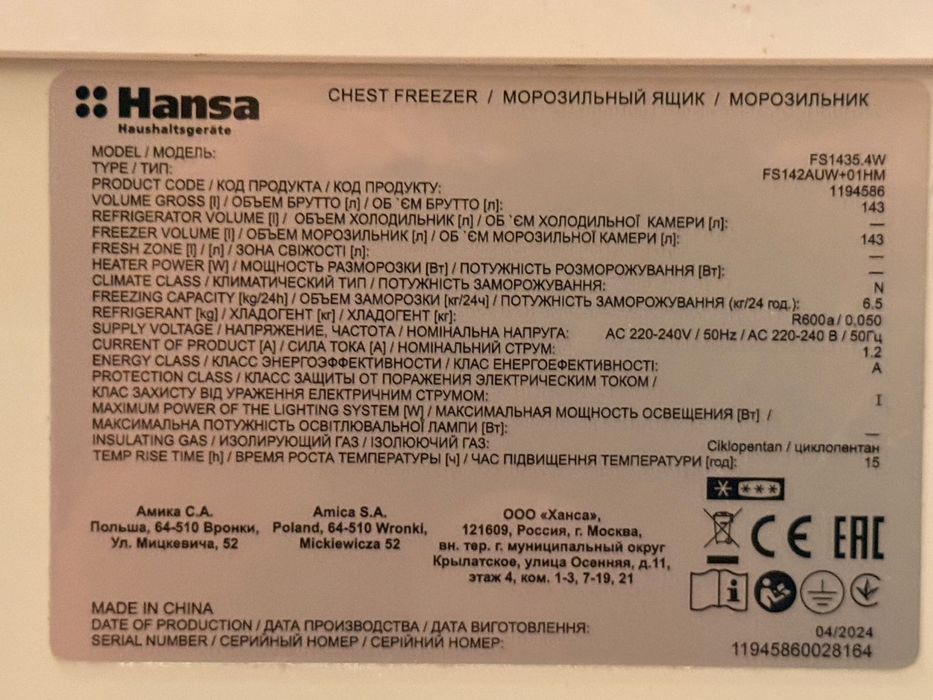 Hansa
Haushaltsgeräte
CHEST FREEZER / МОРОЗИЛЬНЫЙ ЯЩИК / МОРОЗИЛЬНИК
MODEL / МОДЕЛЬ: FS1435.4W
TYPE / ТИП: FS142AUW+01HM
PRODUCT CODE / КОД ПРОДУКТА / КОД ПРОДУКТУ: 1194586
VOLUME GROSS [l] / ОБЪЕМ БРУТТО [л] / ОБ `ЄМ БРУТТО [л]: 143
REFRIGERATOR VOLUME [l] / ОБЪЕМ ХОЛОДИЛЬНИК [л] / ОБ `ЄМ ХОЛОДИЛЬНОЇ КАМЕРИ [л]: —
FREEZER VOLUME [l] / ОБЪЕМ МОРОЗИЛЬНИК [л] / ОБ `ЄМ МОРОЗИЛЬНОЇ КАМЕРИ [л]: 143
FRESH ZONE [l] / [л] / ЗОНА СВІЖОСТІ [л]: —
HEATER POWER [W] / МОЩНОСТЬ РАЗМОРОЗКИ [Вт] / ПОТУЖНІСТЬ РОЗМОРОЖУВАННЯ [Вт]: —
CLIMATE CLASS / КЛИМАТИЧЕСКИЙ ТИП / ПОТУЖНІСТЬ ЗАМОРОЖУВАННЯ: N
FREEZING CAPACITY [kg/24h] / ОБЪЕМ ЗАМОРОЗКИ [кг/24ч] / ПОТУЖНІСТЬ ЗАМОРОЖУВАННЯ (кг/24 год.): 6.5
REFRIGERANT [kg] / ХЛАДОГЕНТ [кг] / ХЛАДОГЕНТ [кг]: R600a / 0,050
SUPPLY VOLTAGE / НАПРЯЖЕНИЕ, ЧАСТОТА / НОМІНАЛЬНА НАПРУГА: AC 220-240V / 50Hz / AC 220-240 В / 50Гц
CURRENT OF PRODUCT [A] / СИЛА ТОКА [А] / НОМІНАЛЬНИЙ СТРУМ: 1.2
ENERGY CLASS / КЛАСС ЭНЕРГОЭФФЕКТИВНОСТИ / КЛАС ЕНЕРГОЕФЕКТИВНОСТІ: A
PROTECTION CLASS / КЛАСС ЗАЩИТЫ ОТ ПОРАЖЕНИЯ ЭЛЕКТРИЧЕСКИМ ТОКОМ /
КЛАС ЗАХИСТУ ВІД УРАЖЕННЯ ЕЛЕКТРИЧНИМ СТРУМОМ: I
MAXIMUM POWER OF THE LIGHTING SYSTEM [W] / МАКСИМАЛЬНАЯ МОЩНОСТЬ ОСВЕЩЕНИЯ [Вт] /
МАКСИМАЛЬНА ПОТУЖНІСТЬ ОСВІТЛЮВАЛЬНОЇ ЛАМПИ [Вт]: —
INSULATING GAS / ИЗОЛИРУЮЩИЙ ГАЗ / ІЗОЛЮЮЧИЙ ГАЗ: Ciklopentan / циклопентан
TEMP RISE TIME [h] / ВРЕМЯ РОСТА ТЕМПЕРАТУРЫ [ч] / ЧАС ПІДВИЩЕННЯ ТЕМПЕРАТУРИ [год]: 15
Амика С.А.
Польша, 64-510 Вронки,
Ул. Мицкевича, 52
Amica S.A.
Poland, 64-510 Wronki,
Mickiewicza 52
ООО «Ханса»,
121609, Россия, г. Москва,
вн. тер. г. муниципальный округ
Крылатское, улица Осенняя, д.11,
этаж 4, ком. 1-3, 7-19, 21
CE EAC
MADE IN CHINA
DATE OF PRODUCTION / ДАТА ПРОИЗВОДСТВА / ДАТА ВИГОТОВЛЕННЯ: 04/2024
SERIAL NUMBER / СЕРИЙНЫЙ НОМЕР / СЕРІЙНИЙ НОМЕР: 11945860028164